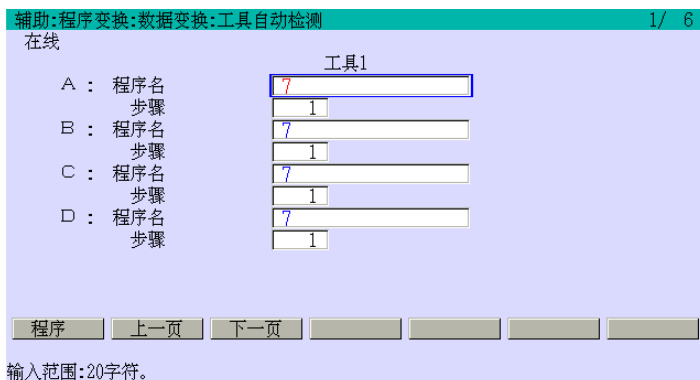 辅助:程序变换:数据变换:工具自动检测 1/ 6
在线
工具1
A : 程序名 7
步骤 1
B : 程序名 7
步骤 1
C : 程序名 7
步骤 1
D : 程序名 7
步骤 1
程序 上一页 下一页
输入范围:20字符。